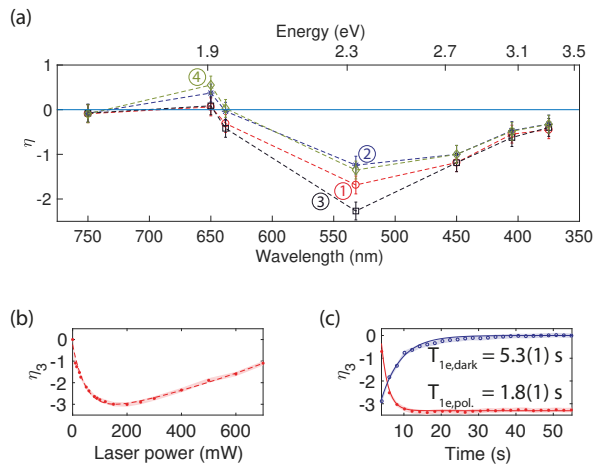 (a)
Energy (eV)
1.9 2.3 2.7 3.1 3.5
1
0
-1
-2
η
4
2
1
3
750 700 650 600 550 500 450 400 350
Wavelength (nm)
(b)
0
-1
-2
-3
η3
0 200 400 600
Laser power (mW)
(c)
0
-1
-2
-3
η3
T1e,dark = 5.3(1) s
T1e,pol. = 1.8(1) s
10 20 30 40 50
Time (s)